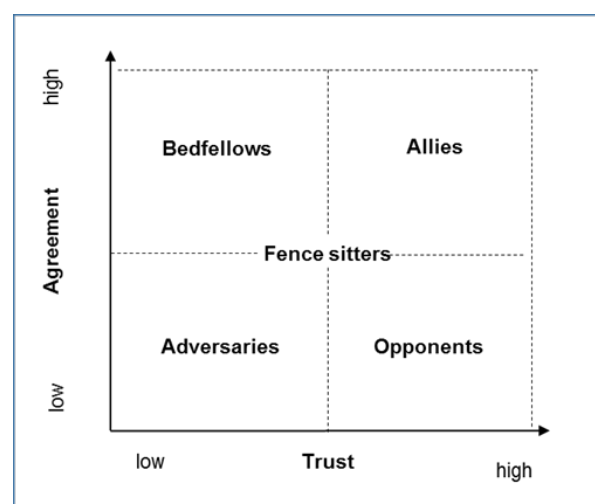 high
Bedfellows
Allies
Agreement
Fence sitters
Adversaries
Opponents
low
low
Trust
high